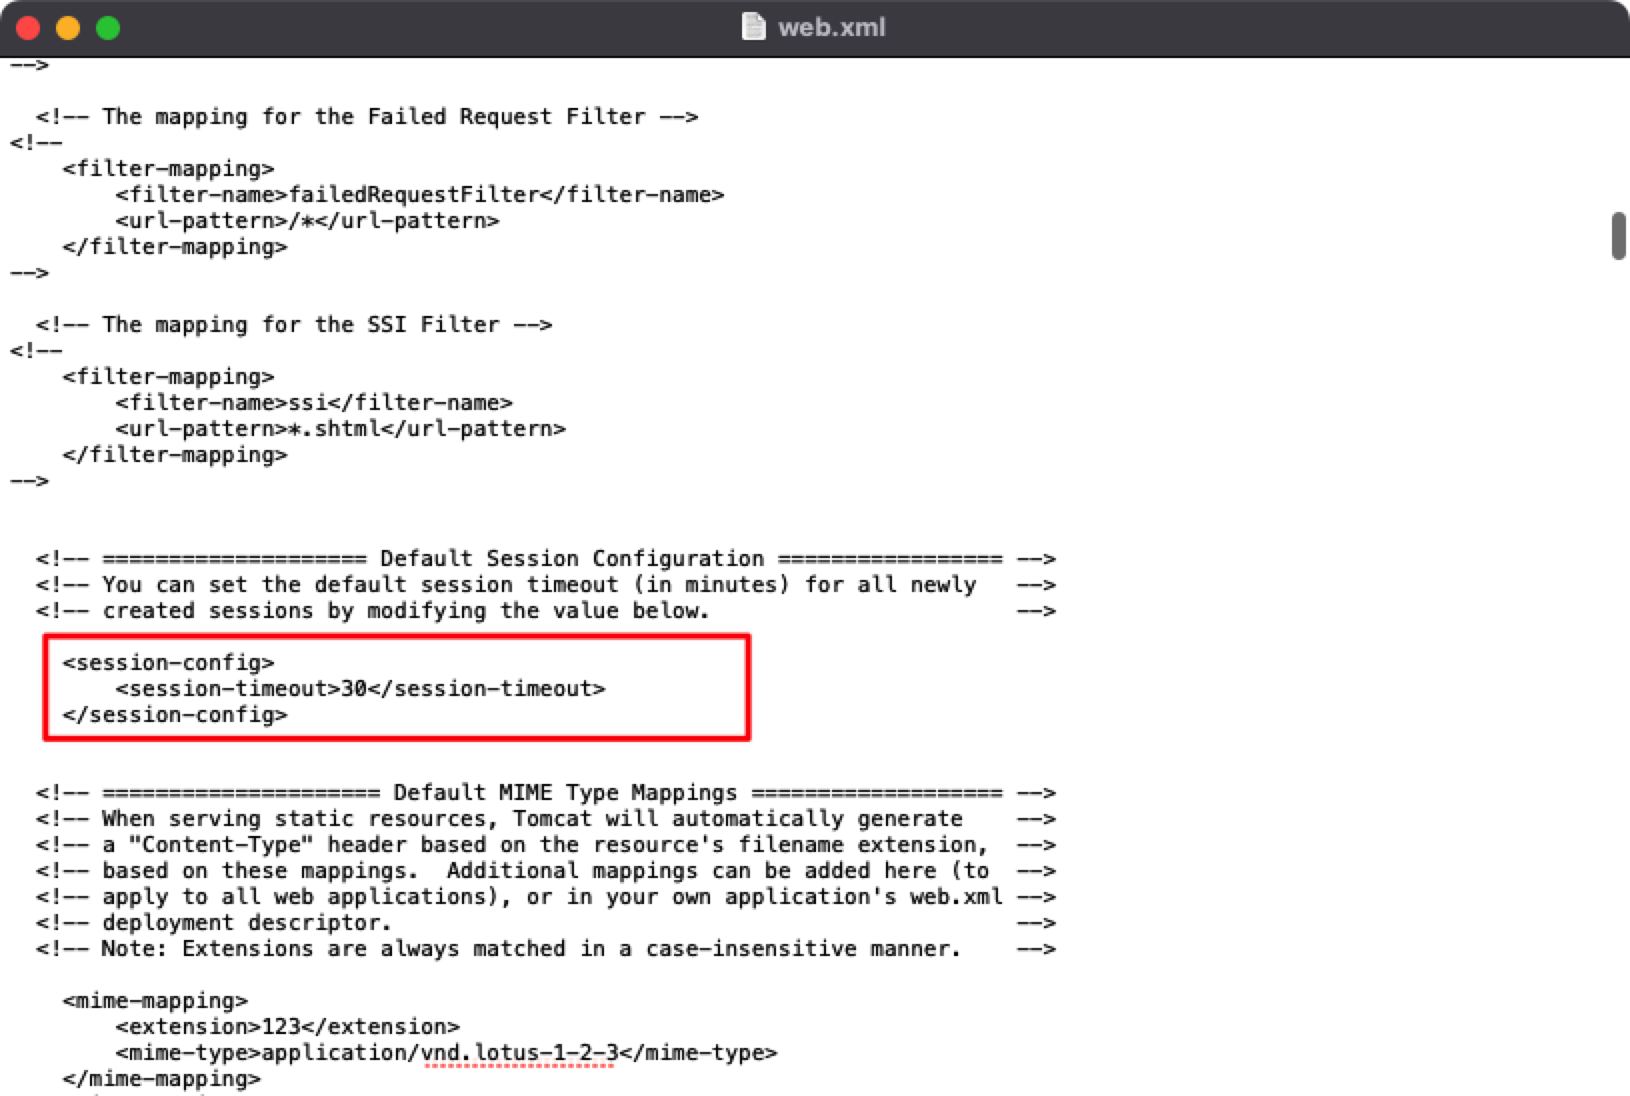 web.xml
-->
<!-- The mapping for the Failed Request Filter -->
<!--
<filter-mapping>
<filter-name>failedRequestFilter</filter-name>
<url-pattern>/*</url-pattern>
</filter-mapping>
-->
<!-- The mapping for the SSI Filter -->
<!--
<filter-mapping>
<filter-name>ssi</filter-name>
<url-pattern>*.shtml</url-pattern>
</filter-mapping>
-->
<!-- ==================== Default Session Configuration ================= -->
<!-- You can set the default session timeout (in minutes) for all newly -->
<!-- created sessions by modifying the value below. -->
<session-config>
<session-timeout>30</session-timeout>
</session-config>
<!-- ===================== Default MIME Type Mappings =================== -->
<!-- When serving static resources, Tomcat will automatically generate -->
<!-- a "Content-Type" header based on the resource's filename extension, -->
<!-- based on these mappings. Additional mappings can be added here (to -->
<!-- apply to all web applications), or in your own application's web.xml -->
<!-- deployment descriptor. -->
<!-- Note: Extensions are always matched in a case-insensitive manner. -->
<mime-mapping>
<extension>123</extension>
<mime-type>application/vnd.lotus-1-2-3</mime-type>
</mime-mapping>